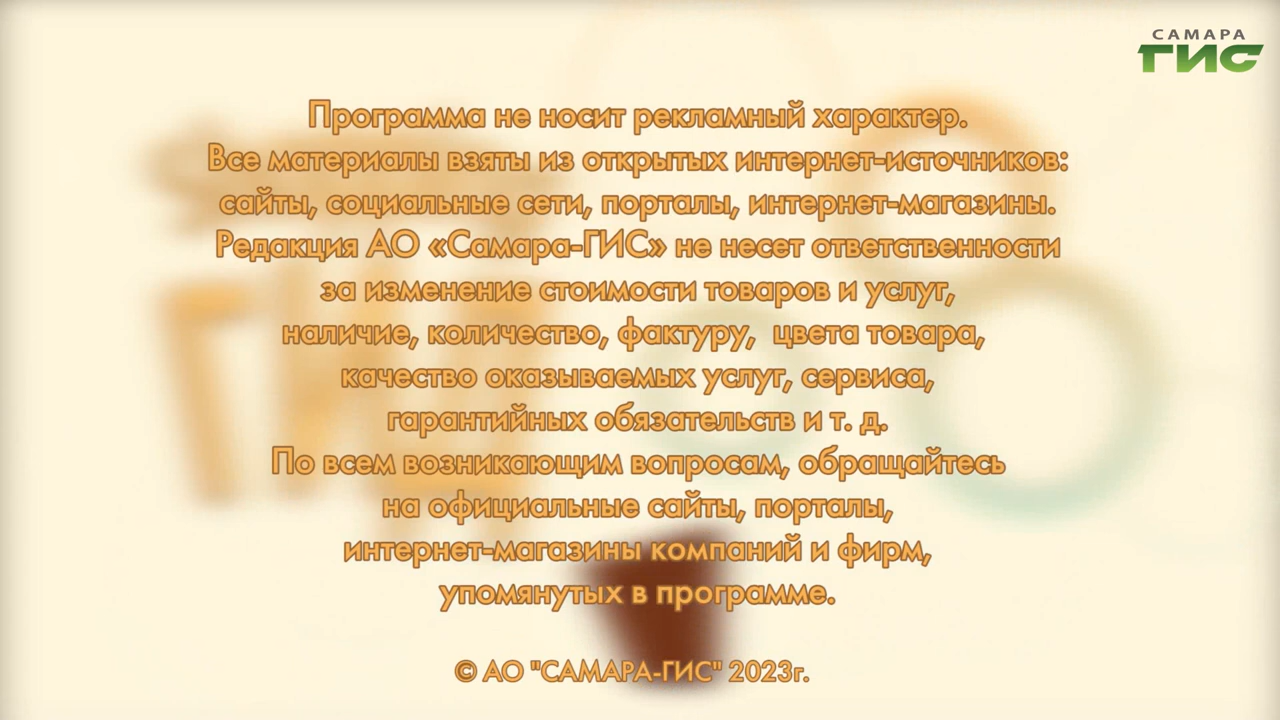 САМАРА
ГИС
Программа не носит рекламный характер.
Все материалы взяты из открытых интернет-источников:
сайты, социальные сети, порталы, интернет-магазины.
Редакция АО «Самара-ГИС» не несет ответственности
за изменение стоимости товаров и услуг,
наличие, количество, фактуру, цвета товара,
качество оказываемых услуг, сервиса,
гарантийных обязательств и т. д.
По всем возникающим вопросам, обращайтесь
на официальные сайты, порталы,
интернет-магазины компаний и фирм,
упомянутых в программе.
© АО "САМАРА-ГИС" 2023г.